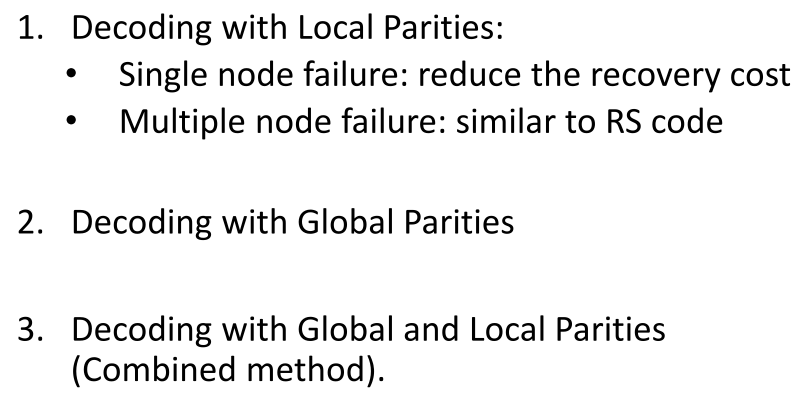 1. Decoding with Local Parities:
• Single node failure: reduce the recovery cost
• Multiple node failure: similar to RS code
2. Decoding with Global Parities
3. Decoding with Global and Local Parities
(Combined method).